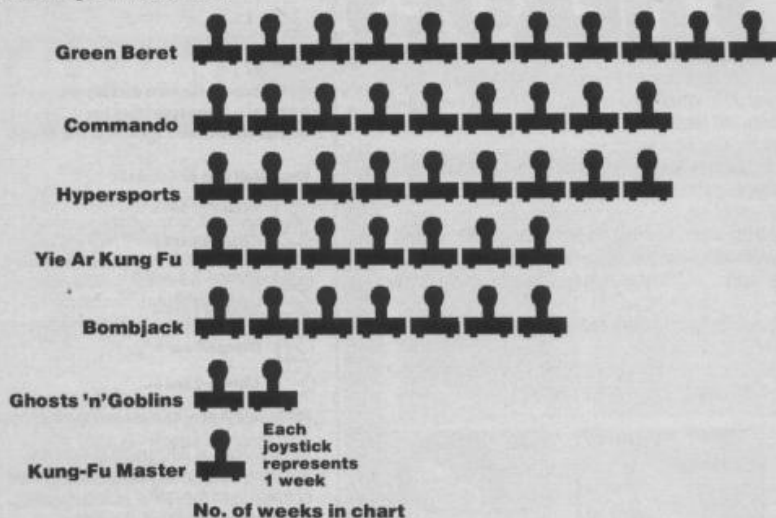 Green Beret
Commando
Hypersports
Yie Ar Kung Fu
Bombjack
Ghosts 'n'Goblins
Kung-Fu Master
Each
joystick
represents
1 week
No. of weeks in chart